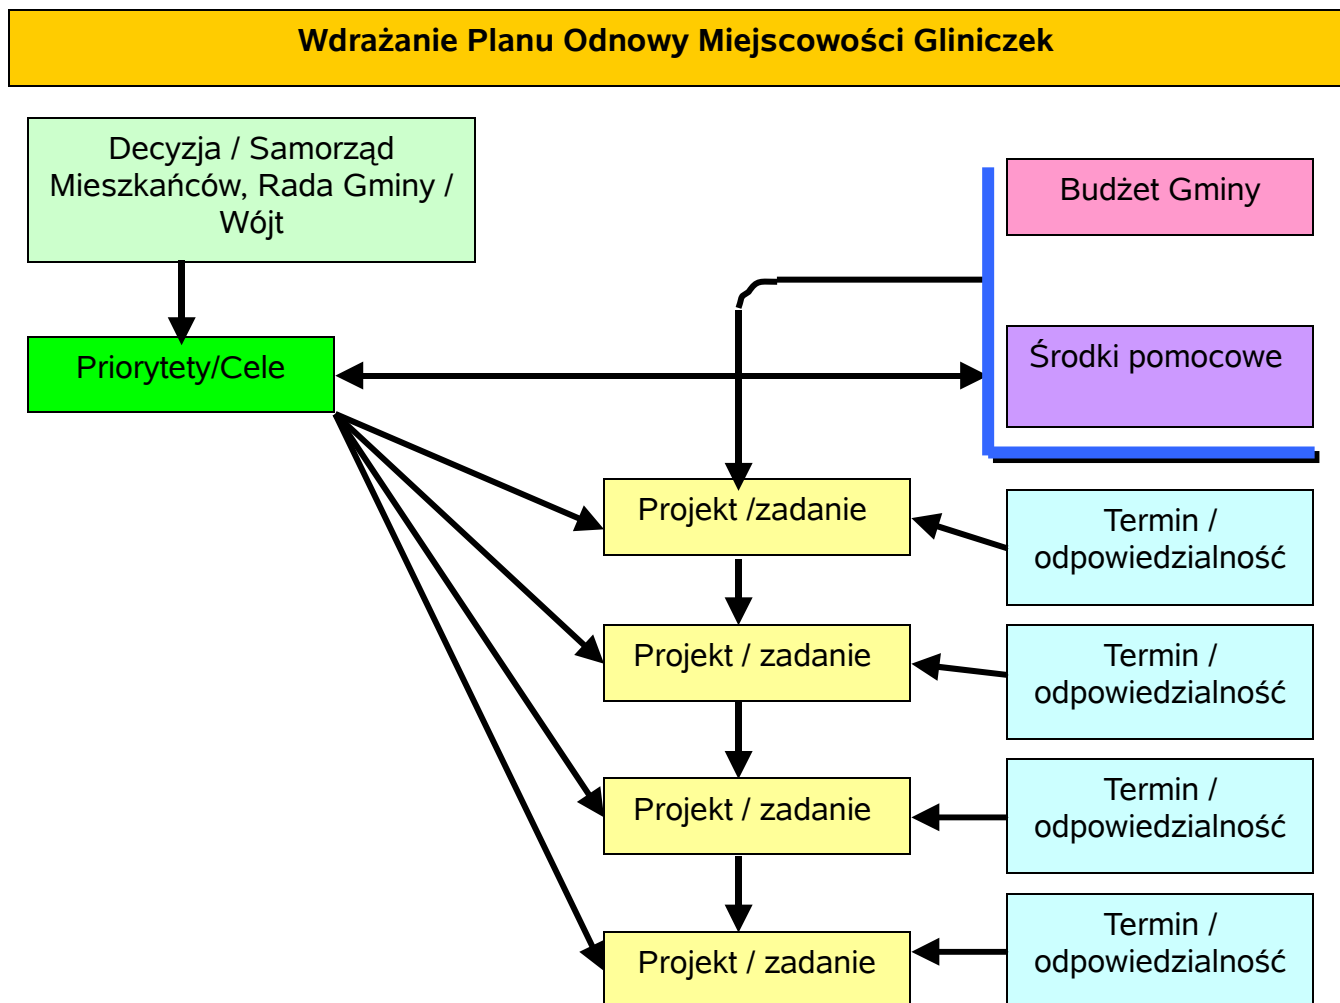 Wdrażanie Planu Odnowy Miejscowości Gliniczek
Decyzja / Samorząd
Mieszkańców, Rada Gminy /
Wójt
Budżet Gminy
Priorytety/Cele
Środki pomocowe
Projekt /zadanie
Termin /
odpowiedzialność
Projekt / zadanie
Termin /
odpowiedzialność
Projekt / zadanie
Termin /
odpowiedzialność
Projekt / zadanie
Termin /
odpowiedzialność